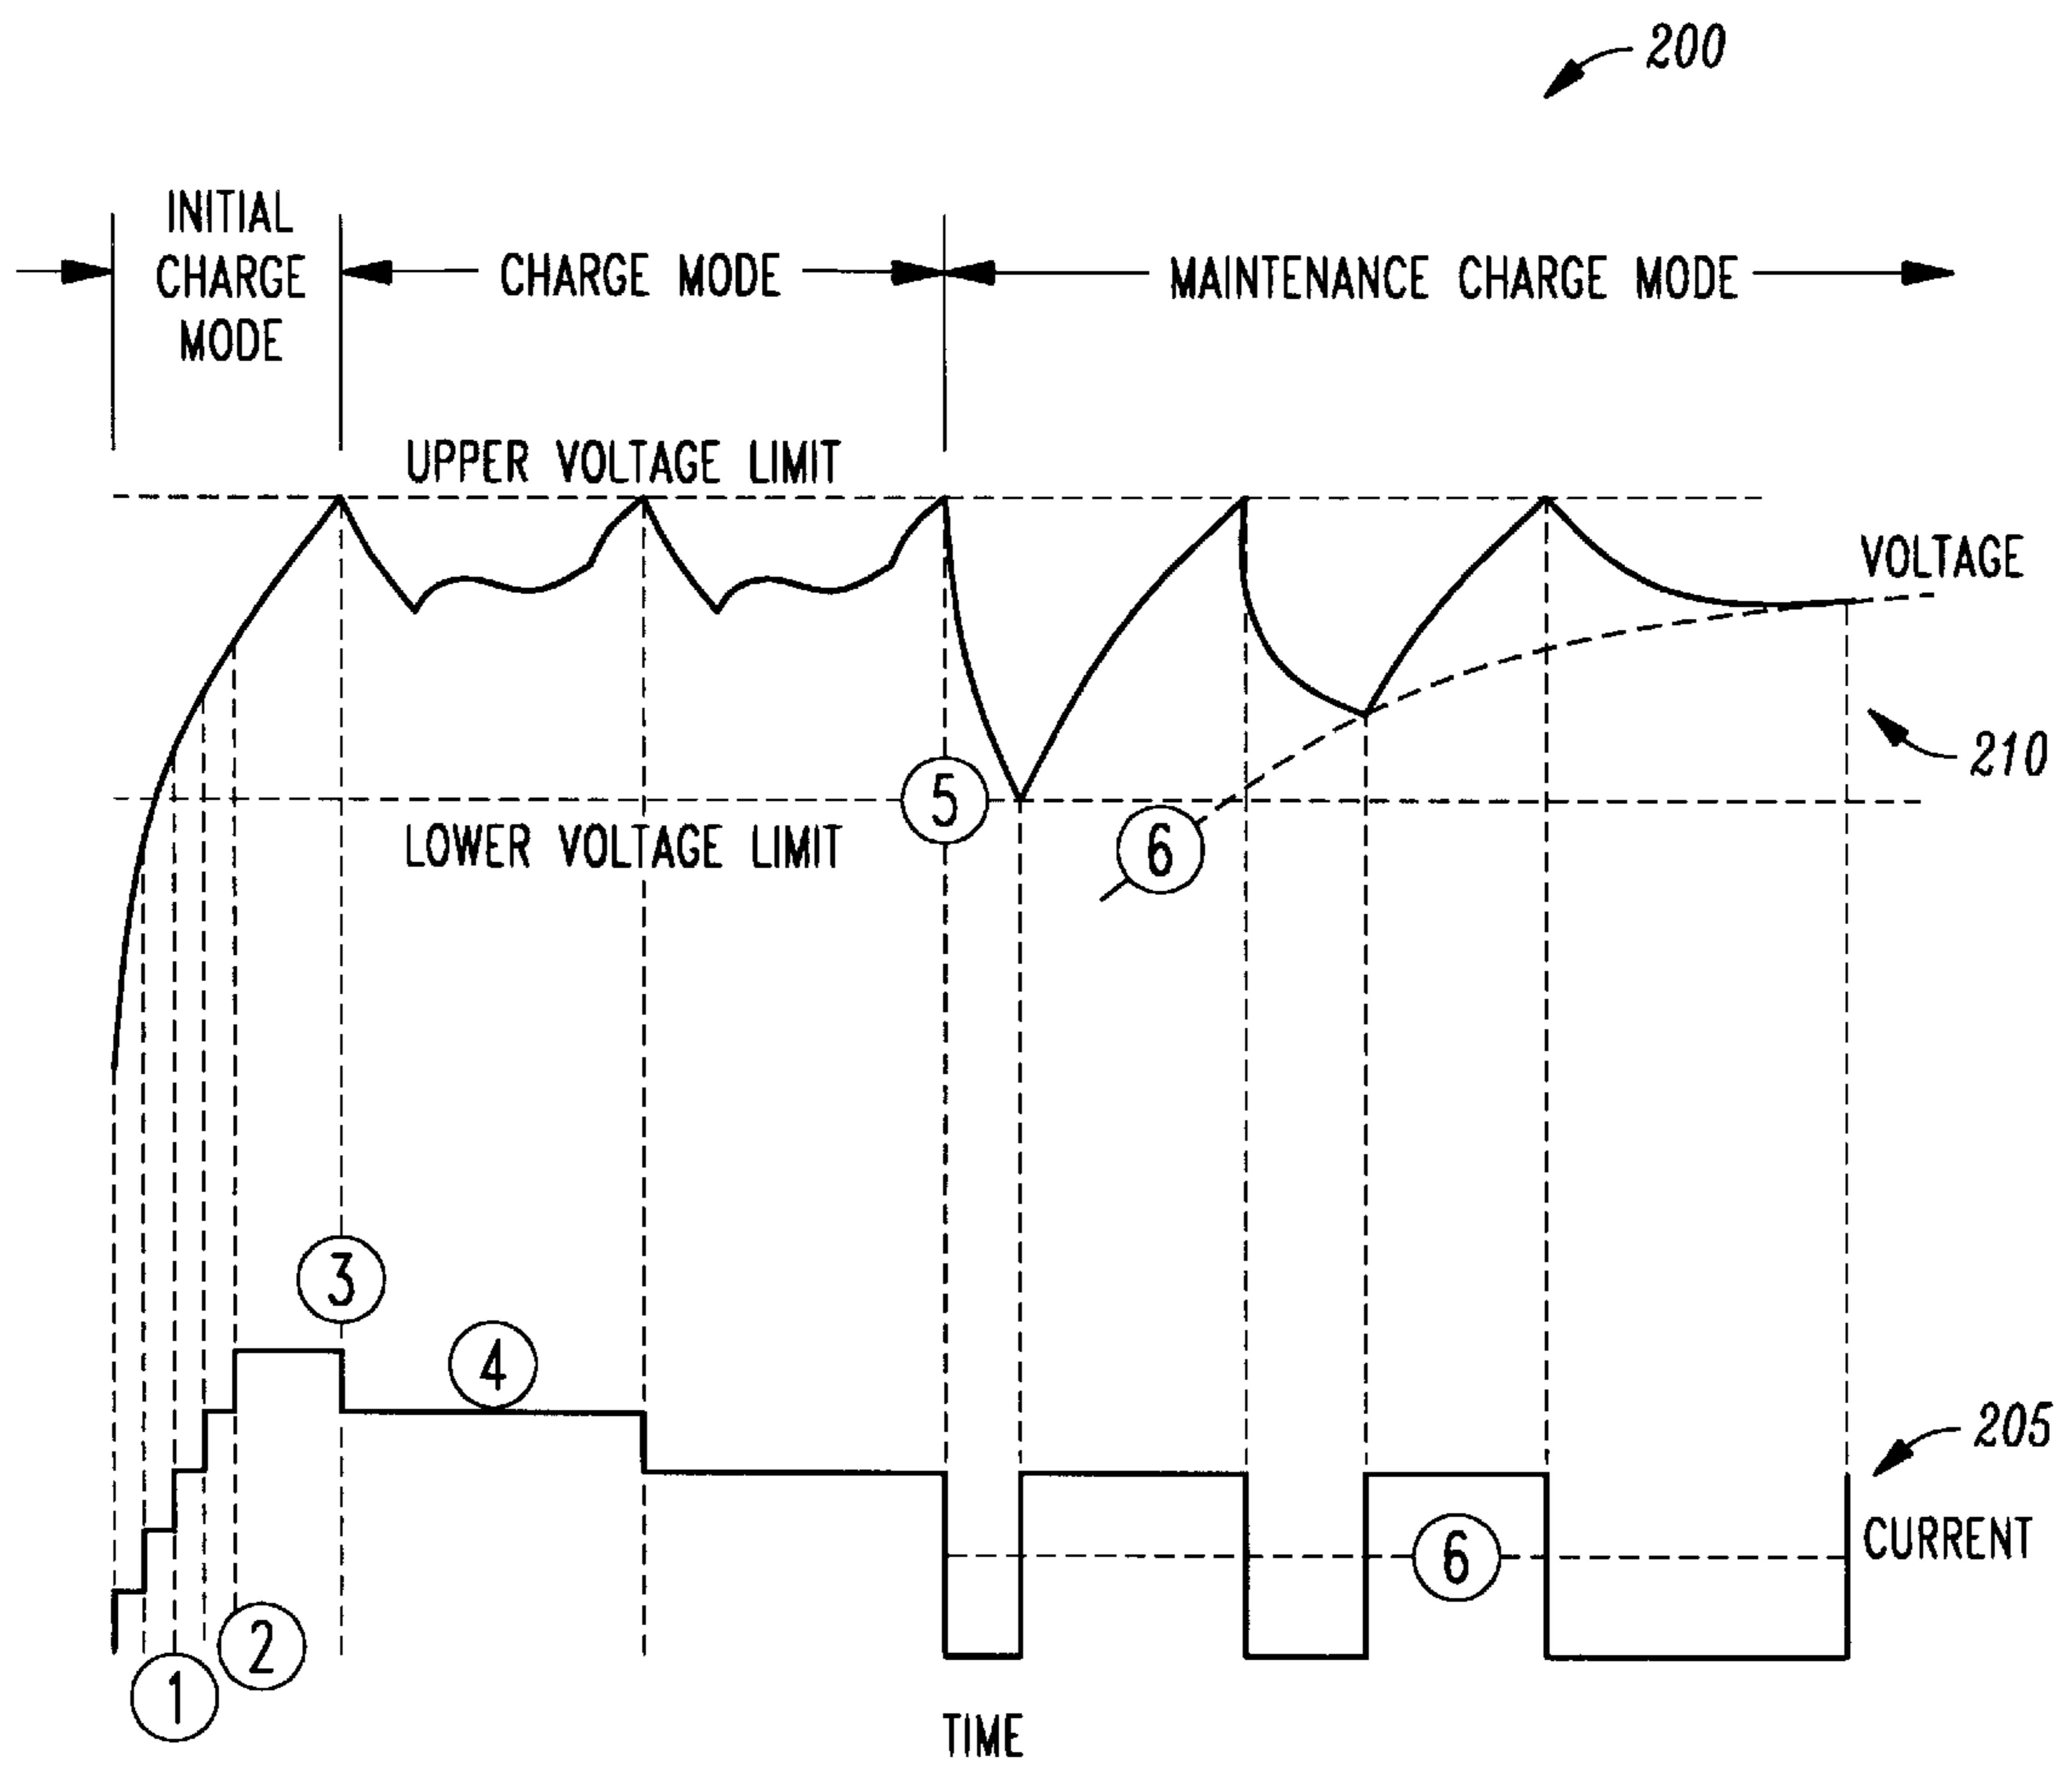 200
INITIAL
CHARGE
MODE
CHARGE MODE
MAINTENANCE CHARGE MODE
UPPER VOLTAGE LIMIT
VOLTAGE
210
5
LOWER VOLTAGE LIMIT
6
3
4
205
CURRENT
6
2
1
TIME